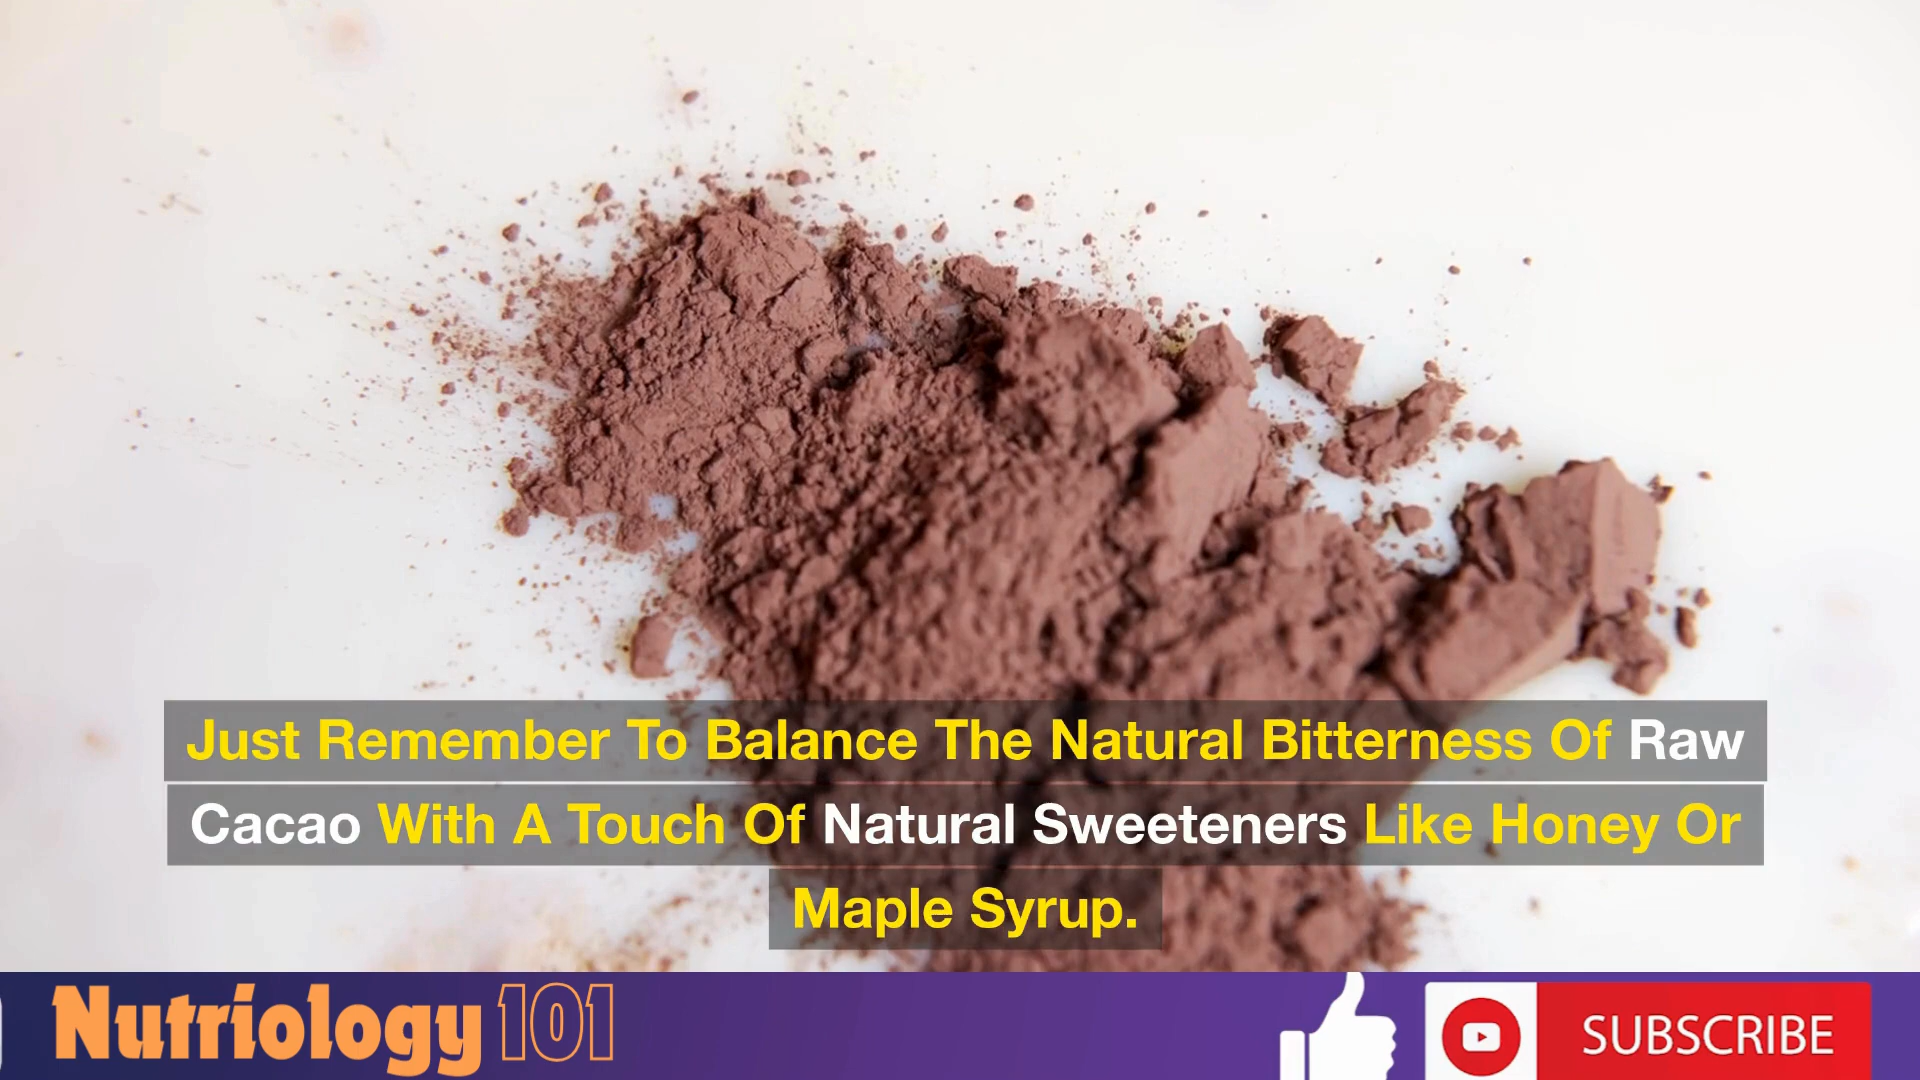 Just Remember To Balance The Natural Bitterness Of Raw
Cacao With A Touch Of Natural Sweeteners Like Honey Or
Maple Syrup.
Nutriology 101
SUBSCRIBE